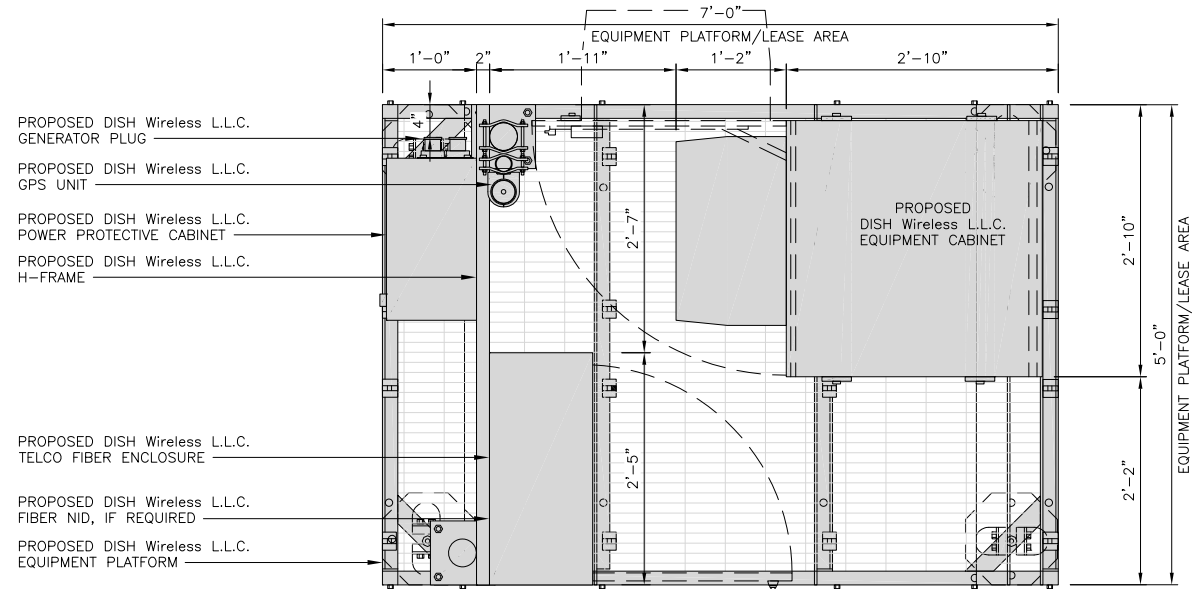 7'-0"
EQUIPMENT PLATFORM/LEASE AREA
1'-0"
2"
1'-11"
1'-2"
2'-10"
4"
PROPOSED DISH Wireless L.L.C.
GENERATOR PLUG
PROPOSED DISH Wireless L.L.C.
GPS UNIT
PROPOSED DISH Wireless L.L.C.
POWER PROTECTIVE CABINET
PROPOSED DISH Wireless L.L.C.
H-FRAME
PROPOSED DISH Wireless L.L.C.
TELCO FIBER ENCLOSURE
PROPOSED DISH Wireless L.L.C.
FIBER NID, IF REQUIRED
PROPOSED DISH Wireless L.L.C.
EQUIPMENT PLATFORM
2'-7"
2'-5"
PROPOSED
DISH Wireless L.L.C.
EQUIPMENT CABINET
2'-10"
2'-2"
5'-0"
EQUIPMENT PLATFORM/LEASE AREA